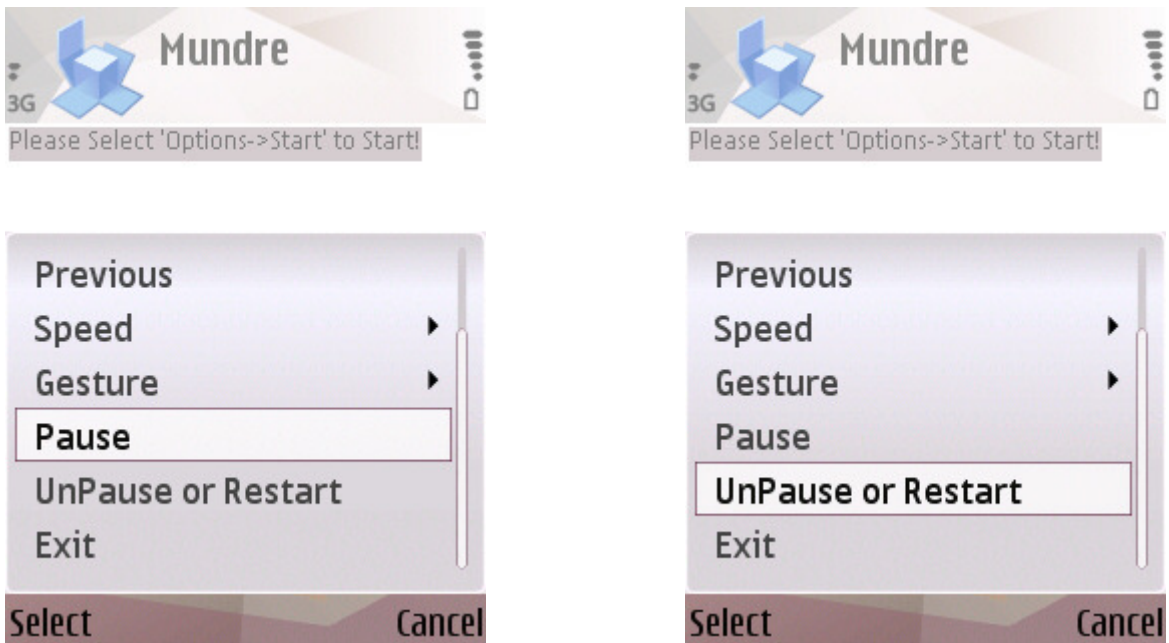 Mundre
3G
Please Select 'Options->Start' to Start!
Previous
Speed
Gesture
Pause
UnPause or Restart
Exit
Select Cancel
Mundre
3G
Please Select 'Options->Start' to Start!
Previous
Speed
Gesture
Pause
UnPause or Restart
Exit
Select Cancel